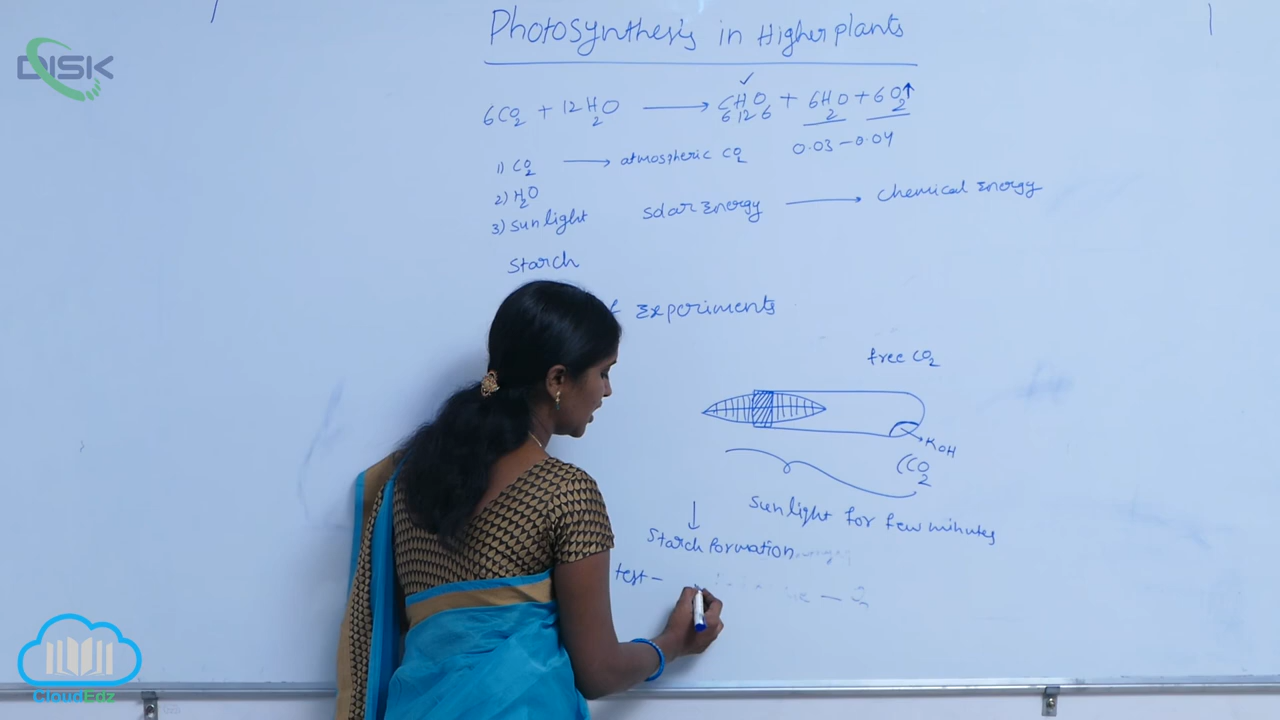 DISK
Photosynthesis in Higher plants
6CO2 + 12H2O → C6H12O6 + 6H2O + 6O2↑
0.03 – 0.04
1) CO2 → atmospheric CO2
2) H2O
3) sunlight
solar Energy → chemical Energy
Starch
Experiments
free CO2
KOH
(CO2
Sunlight for few minutes
Starch Formation
test –
CloudEdz